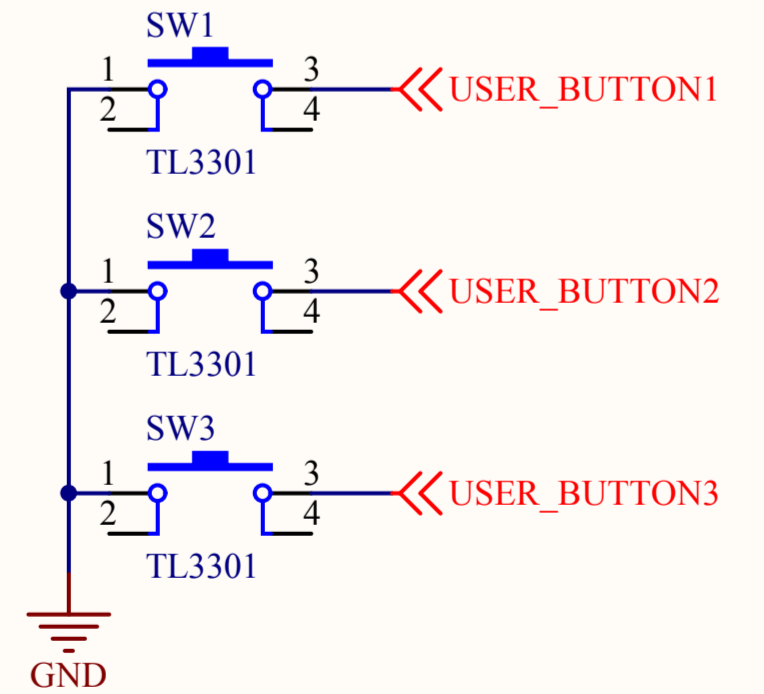 SW1
1 3
USER_BUTTON1
2 4
TL3301
SW2
1 3
USER_BUTTON2
2 4
TL3301
SW3
1 3
USER_BUTTON3
2 4
TL3301
GND